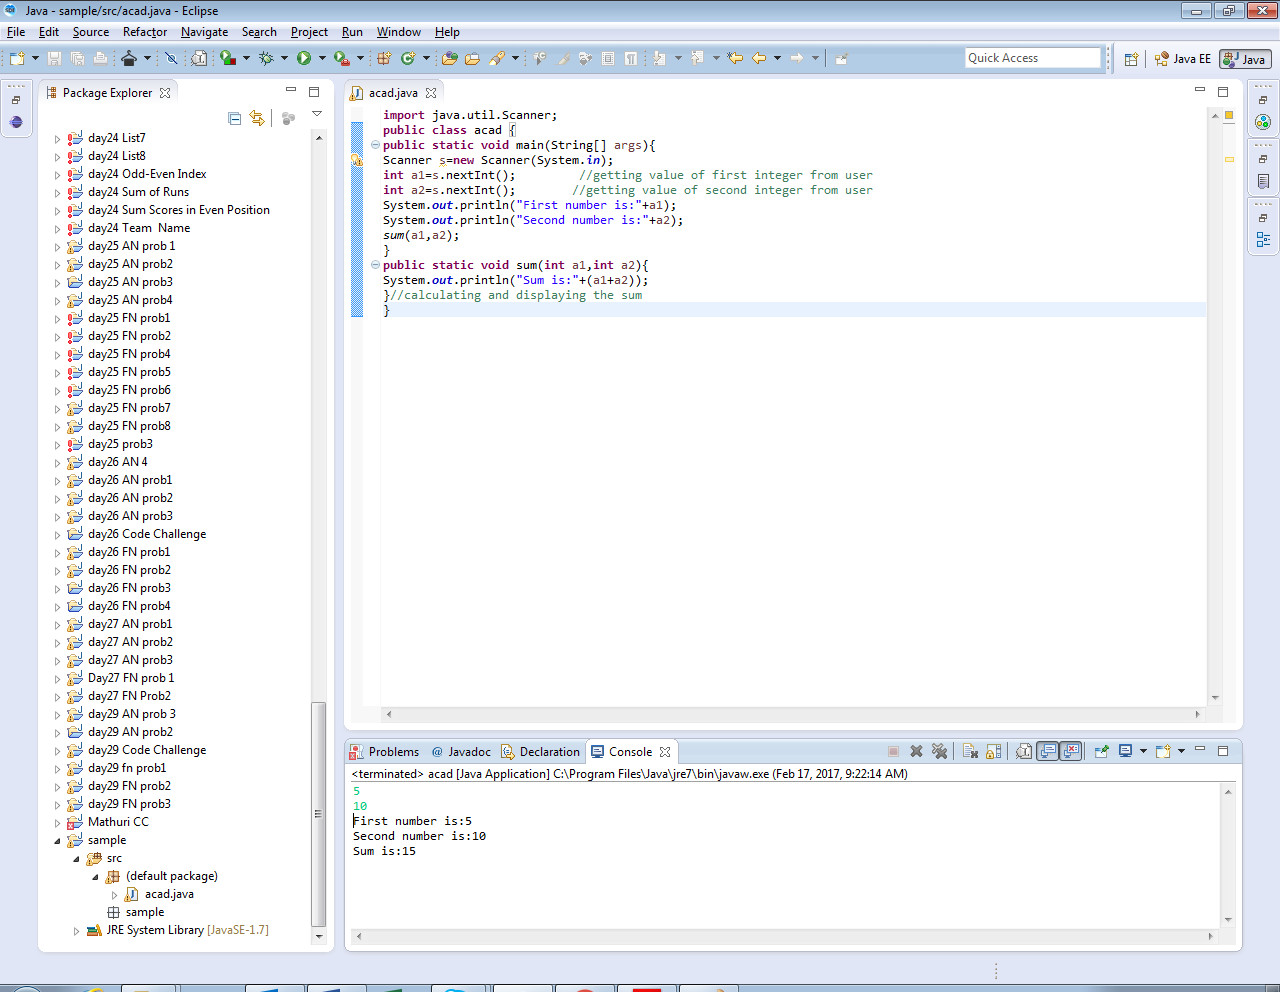 Java - sample/src/acad.java - Eclipse
File Edit Source Refactor Navigate Search Project Run Window Help
Quick Access
Java EE
Java
Package Explorer
day24 List7
day24 List8
day24 Odd-Even Index
day24 Sum of Runs
day24 Sum Scores in Even Position
day24 Team  Name
day25 AN prob 1
day25 AN prob2
day25 AN prob3
day25 AN prob4
day25 FN prob1
day25 FN prob2
day25 FN prob4
day25 FN prob5
day25 FN prob6
day25 FN prob7
day25 FN prob8
day25 prob3
day26 AN 4
day26 AN prob1
day26 AN prob2
day26 AN prob3
day26 Code Challenge
day26 FN prob1
day26 FN prob2
day26 FN prob3
day26 FN prob4
day27 AN prob1
day27 AN prob2
day27 AN prob3
Day27 FN prob 1
day27 FN Prob2
day29 AN prob 3
day29 AN prob2
day29 Code Challenge
day29 fn prob1
day29 FN prob2
day29 FN prob3
Mathuri CC
sample
src
(default package)
acad.java
sample
JRE System Library [JavaSE-1.7]
acad.java
import java.util.Scanner;
public class acad {
public static void main(String[] args){
Scanner s=new Scanner(System.in);
int a1=s.nextInt();         //getting value of first integer from user
int a2=s.nextInt();        //getting value of second integer from user
System.out.println("First number is:"+a1);
System.out.println("Second number is:"+a2);
sum(a1,a2);
}
public static void sum(int a1,int a2){
System.out.println("Sum is:"+(a1+a2));
}//calculating and displaying the sum
}
Problems @ Javadoc Declaration Console
<terminated> acad [Java Application] C:\Program Files\Java\jre7\bin\javaw.exe (Feb 17, 2017, 9:22:14 AM)
5
10
First number is:5
Second number is:10
Sum is:15